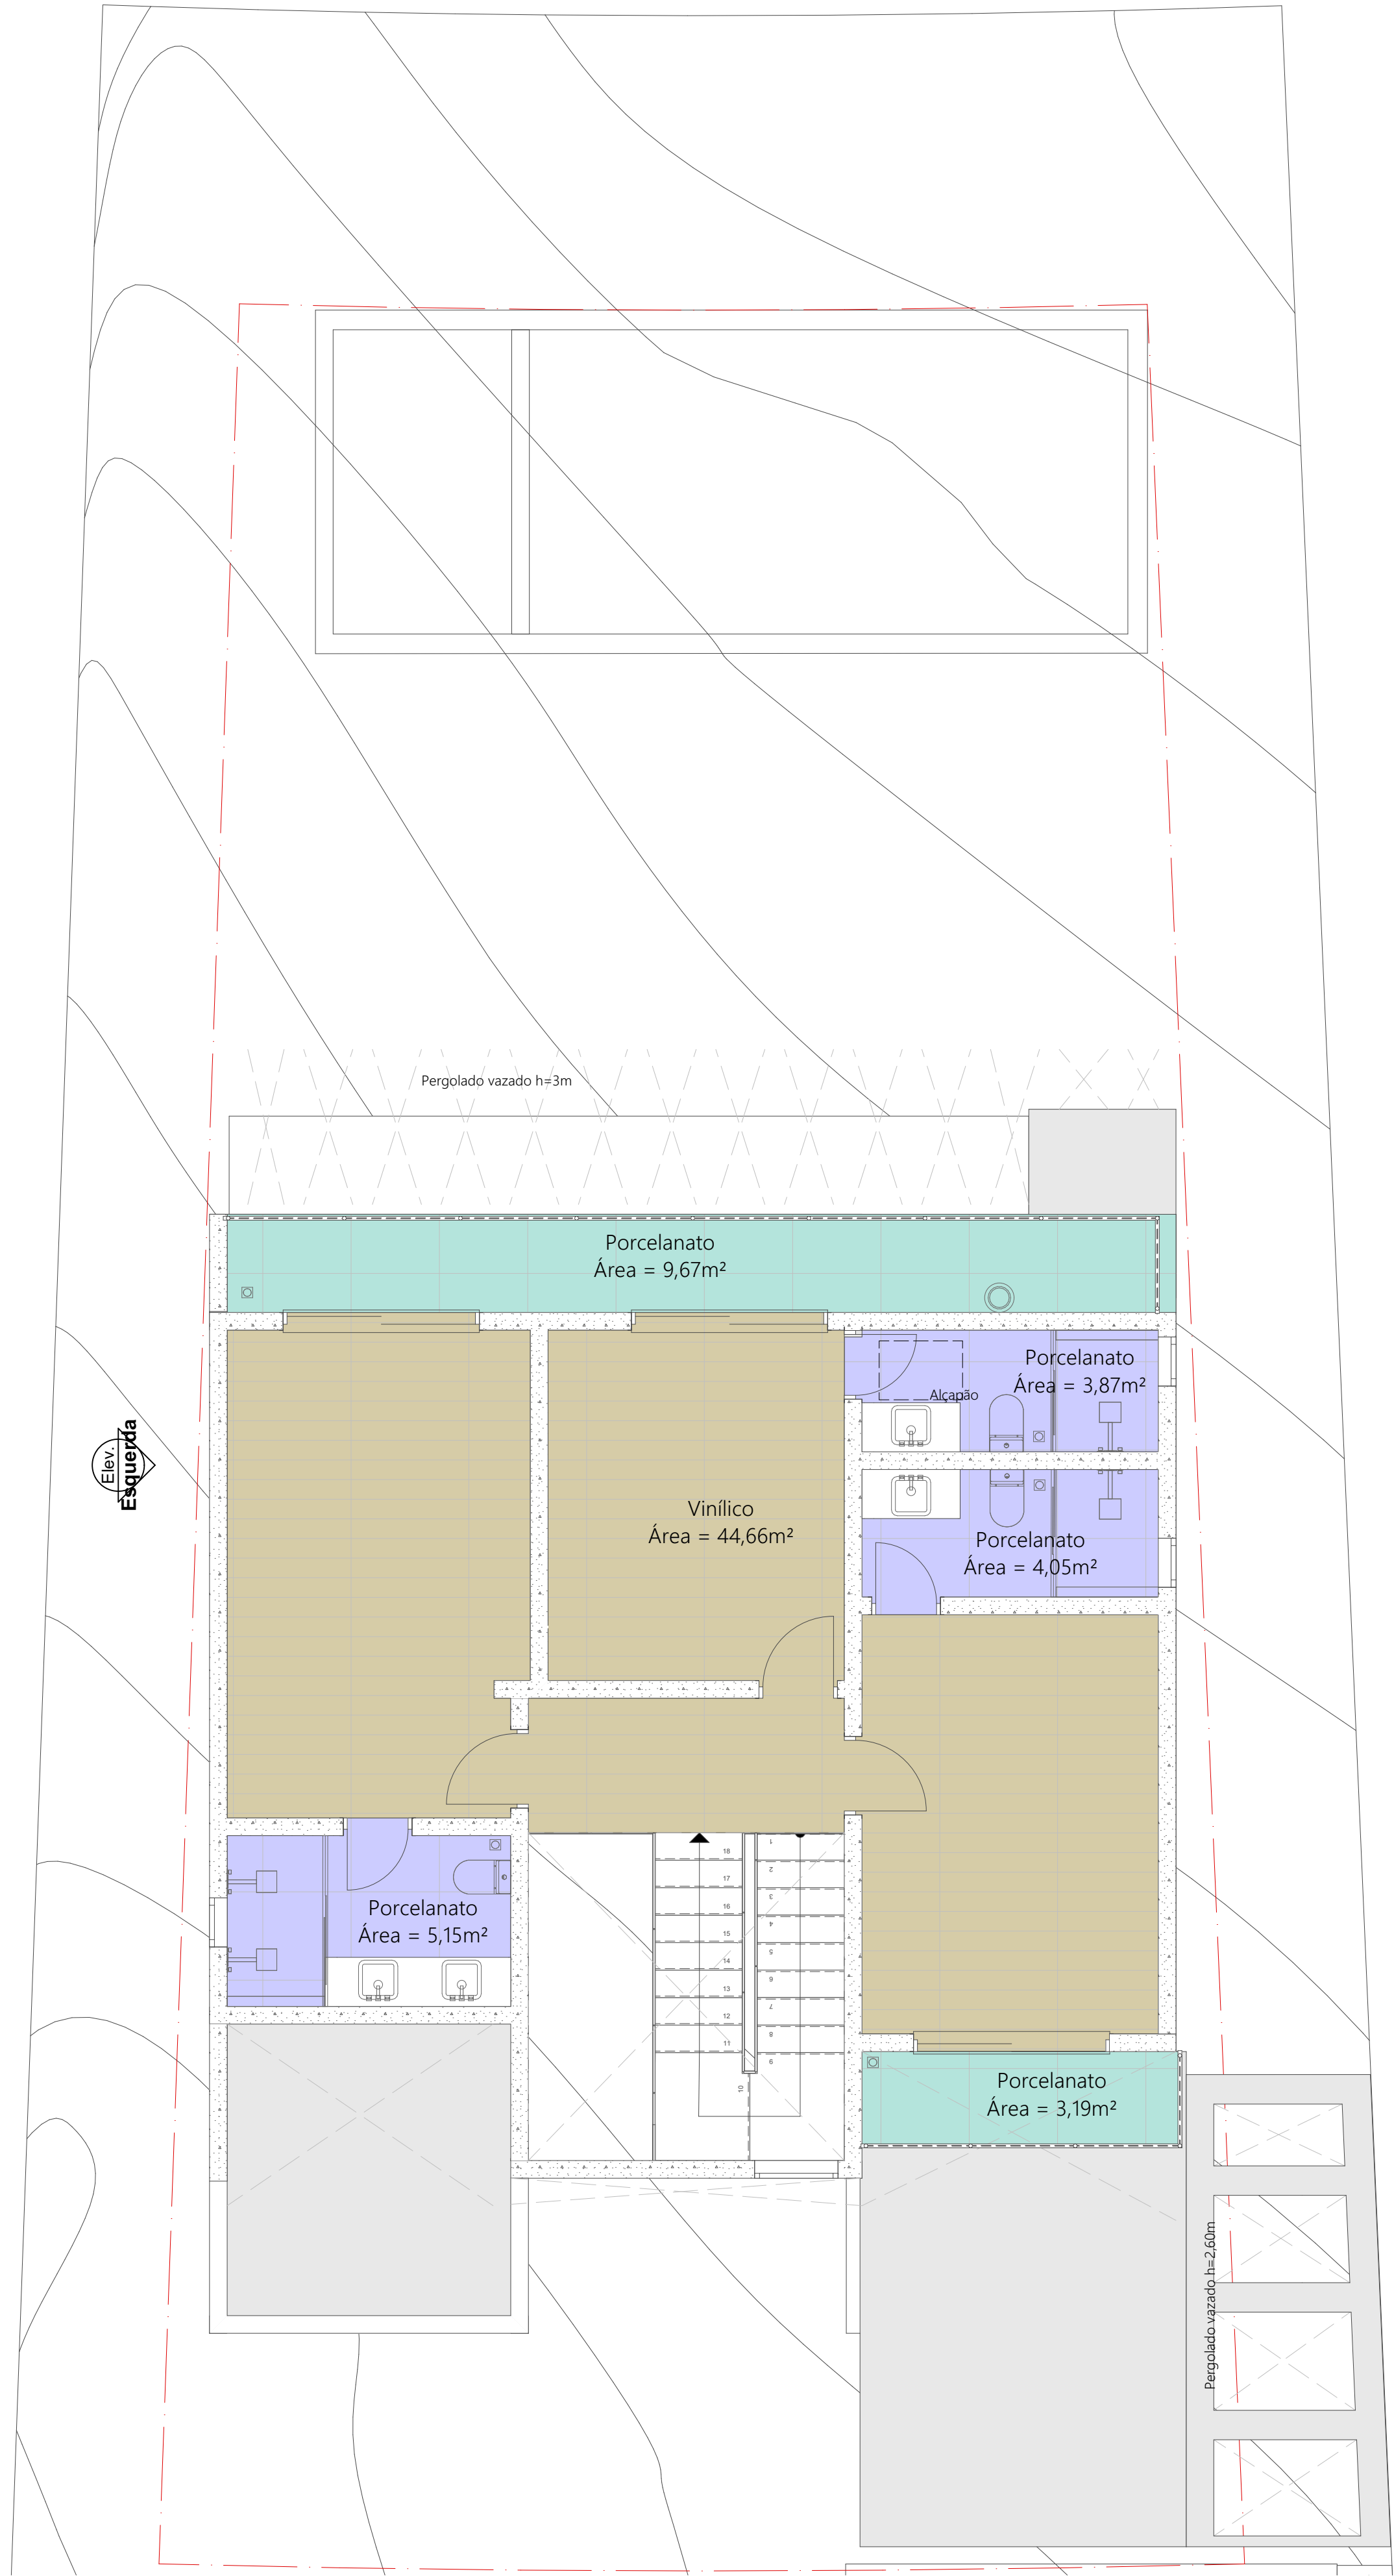 Pergolado vazado h=3m
Porcelanato
Área = 9,67m²
Porcelanato
Área = 3,87m²
Alçapão
Elev.
Esquerda
Vinílico
Área = 44,66m²
Porcelanato
Área = 4,05m²
18
17
16
15
14
13
12
11
10
1
2
3
4
5
6
7
8
9
Porcelanato
Área = 5,15m²
Porcelanato
Área = 3,19m²
Pergolado vazado h=2,60m